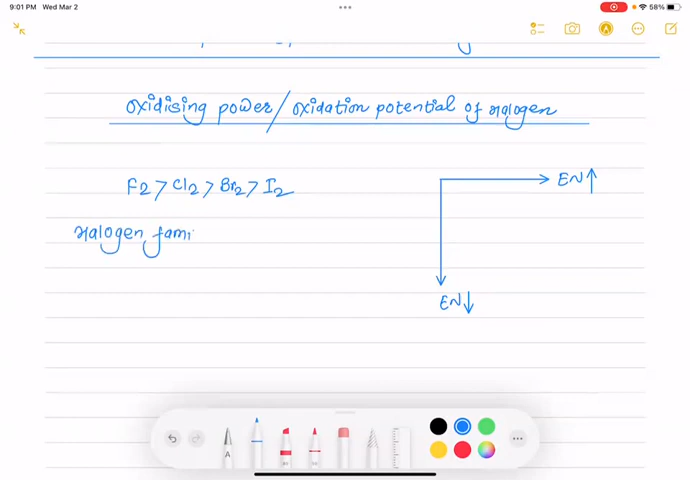 9:01 PM Wed Mar 2
58%
Oxidising power/oxidation potential of Halogen
F2 > Cl2 > Br2 > I2
EN↑
Halogen fami
EN↓
A